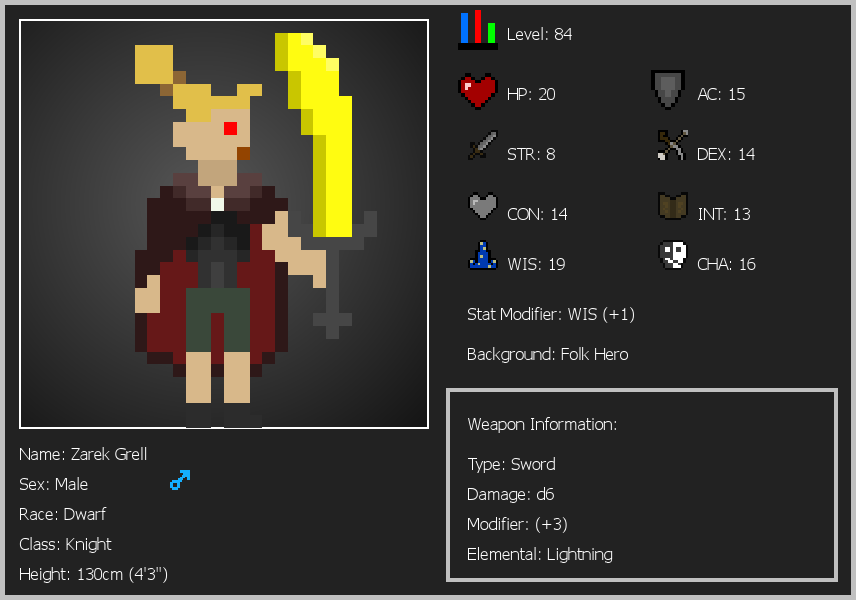 Level: 84
HP: 20
AC: 15
STR: 8
DEX: 14
CON: 14
INT: 13
WIS: 19
CHA: 16
Stat Modifier: WIS (+1)
Background: Folk Hero
Weapon Information:
Type: Sword
Damage: d6
Modifier: (+3)
Elemental: Lightning
Name: Zarek Grell
Sex: Male
Race: Dwarf
Class: Knight
Height: 130cm (4'3")